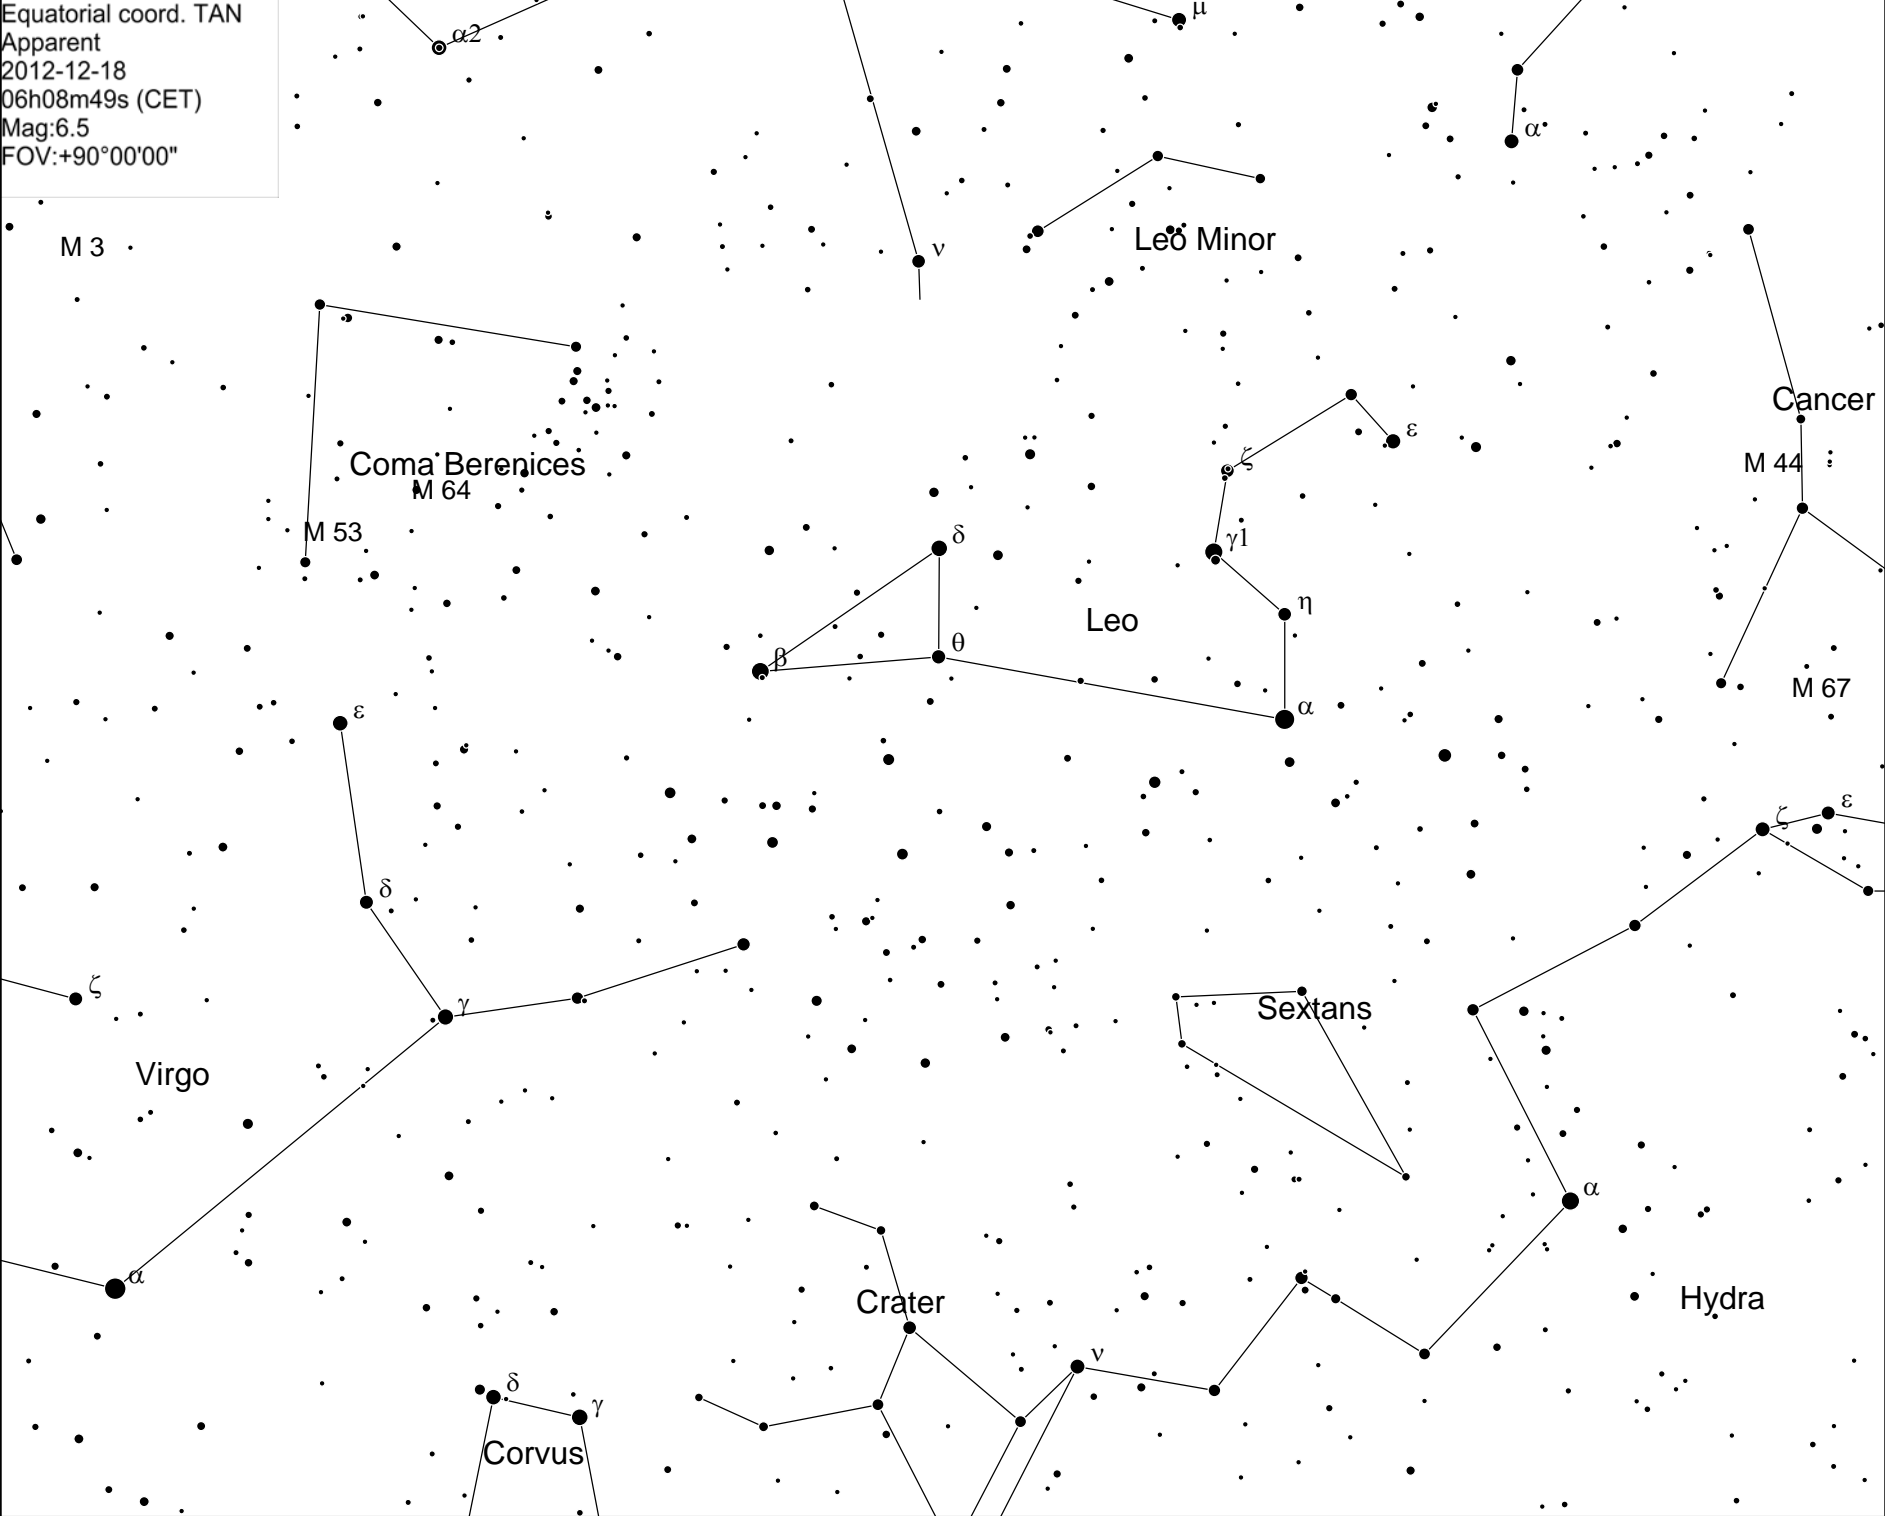 Equatorial coord. TAN
Apparent
2012-12-18
06h08m49s (CET)
Mag:6.5
FOV:+90°00'00"
α2
μ
α
M 3
ν
Leo Minor
Cancer
ε
ζ
Coma Berenices
M 64
M 44
M 53
δ
γ1
η
Leo
θ
β
M 67
α
ε
ζ
ε
δ
ζ
γ
Sextans
Virgo
α
α
Crater
Hydra
ν
δ
γ
Corvus